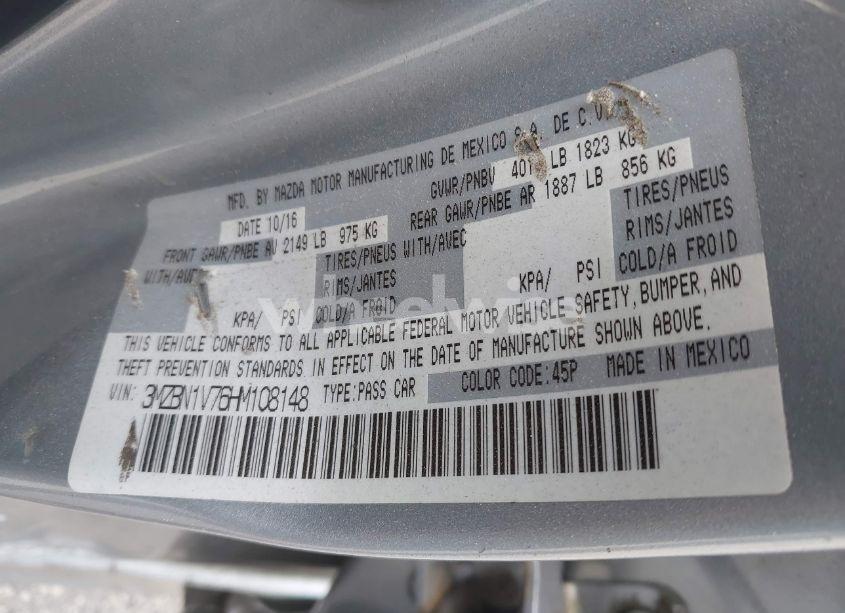 MFD. BY MAZDA MOTOR MANUFACTURING DE MEXICO S.A. DE C.V.
DATE 10/16
GVWR/PNBV LB 1823 KG
FRONT GAWR/PNBE AV 2149 LB 975 KG
REAR GAWR/PNBE AR 1887 LB 856 KG
WITH/AVEC TIRES/PNEUS WITH/AVEC TIRES/PNEUS
RIMS/JANTES RIMS/JANTES
KPA/ PSI COLD/A FROID KPA/ PSI COLD/A FROID
THIS VEHICLE CONFORMS TO ALL APPLICABLE FEDERAL MOTOR VEHICLE SAFETY, BUMPER, AND
THEFT PREVENTION STANDARDS IN EFFECT ON THE DATE OF MANUFACTURE SHOWN ABOVE.
VIN: 3MZBN1V76HM108148 TYPE:PASS CAR COLOR CODE:45P MADE IN MEXICO